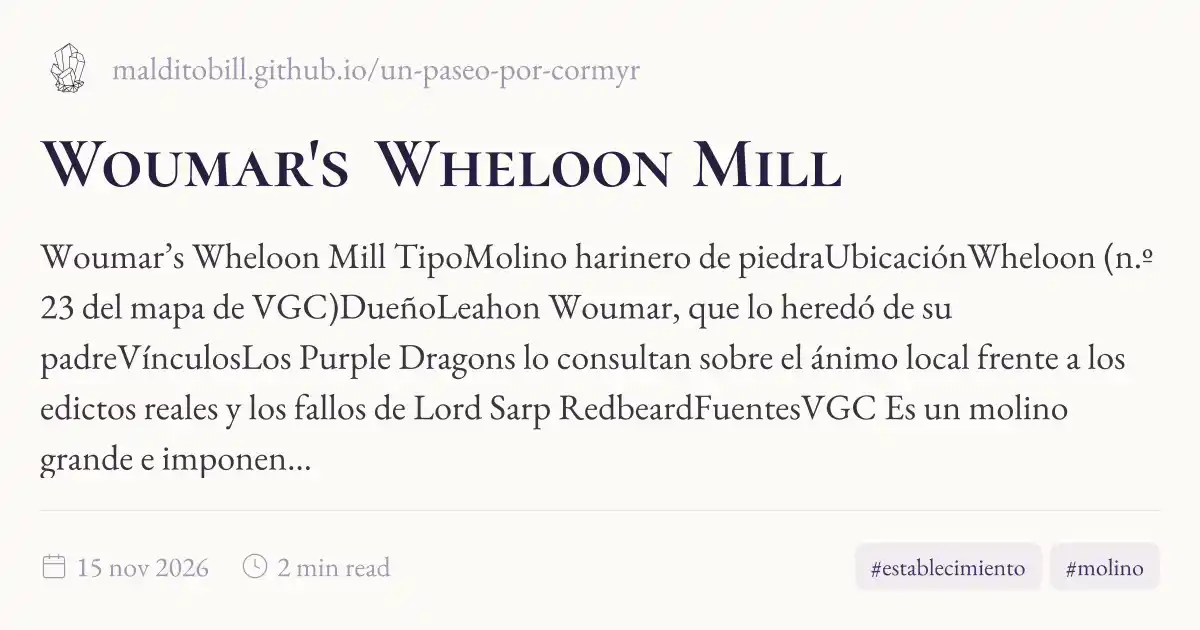 malditobill.github.io/un-paseo-por-cormyr
Woumar's Wheloon Mill
Woumar’s Wheloon Mill TipoMolino harinero de piedraUbicaciónWheloon (n.º
23 del mapa de VGC)DueñoLeahon Woumar, que lo heredó de su
padreVínculosLos Purple Dragons lo consultan sobre el ánimo local frente a los
edictos reales y los fallos de Lord Sarp RedbeardFuentesVGC Es un molino
grande e imponen...
15 nov 2026 2 min read #establecimiento #molino